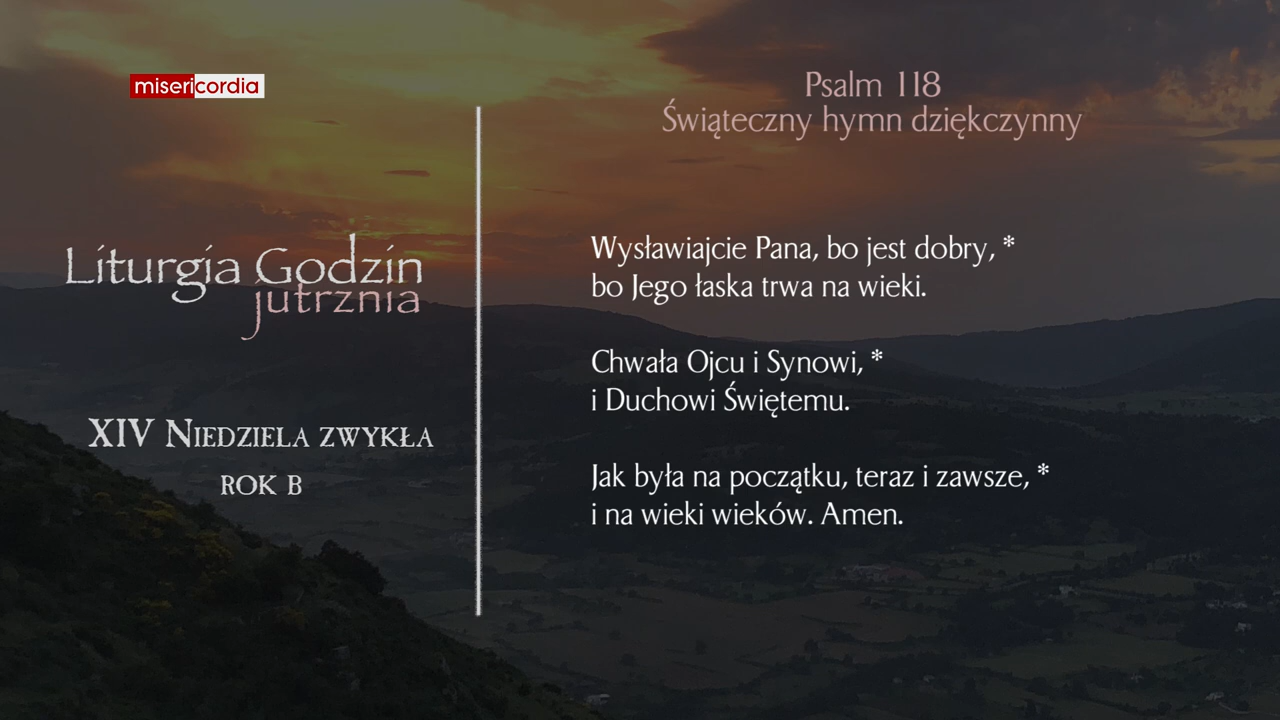 misericordia
Liturgia Godzin
jutrznia
XIV Niedziela zwykła
rok B
Psalm 118
Świąteczny hymn dziękczynny
Wysławiajcie Pana, bo jest dobry, *
bo Jego łaska trwa na wieki.
Chwała Ojcu i Synowi, *
i Duchowi Świętemu.
Jak była na początku, teraz i zawsze, *
i na wieki wieków. Amen.